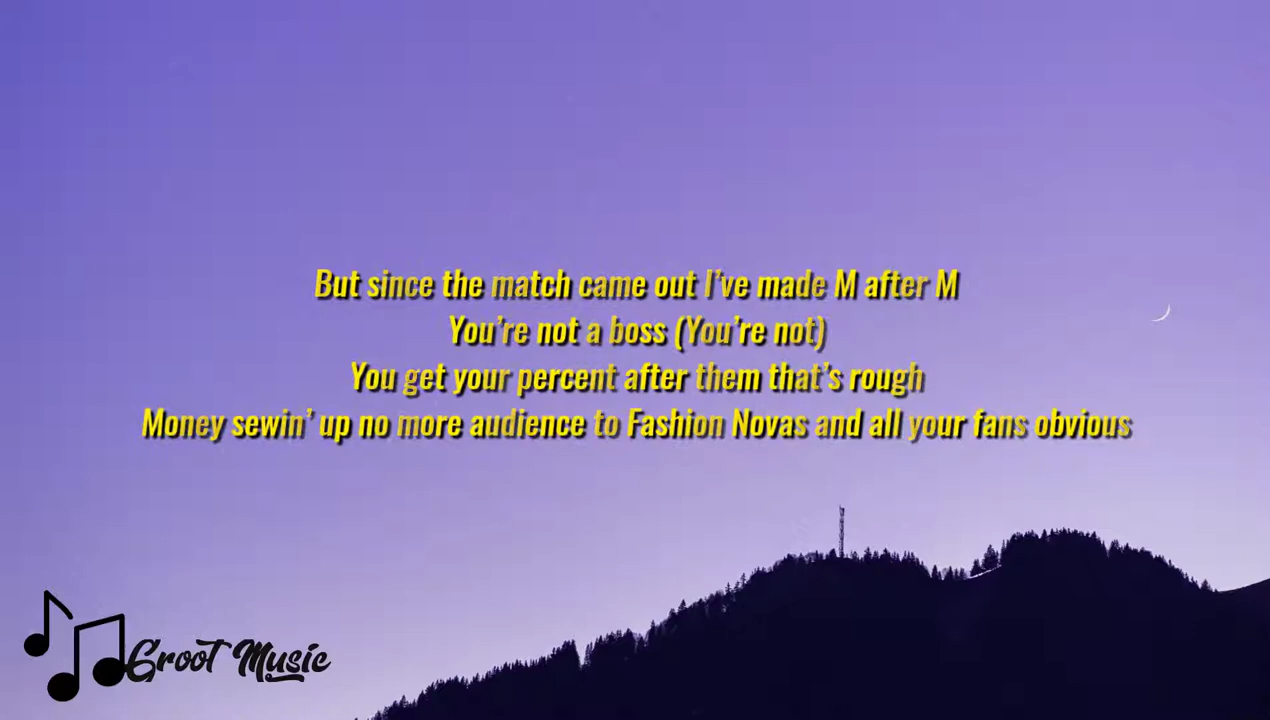 But since the match came out I've made M after M
You're not a boss (You're not)
You get your percent after them that's rough
Money sewin' up no more audience to Fashion Novas and all your fans obvious
Groot Music